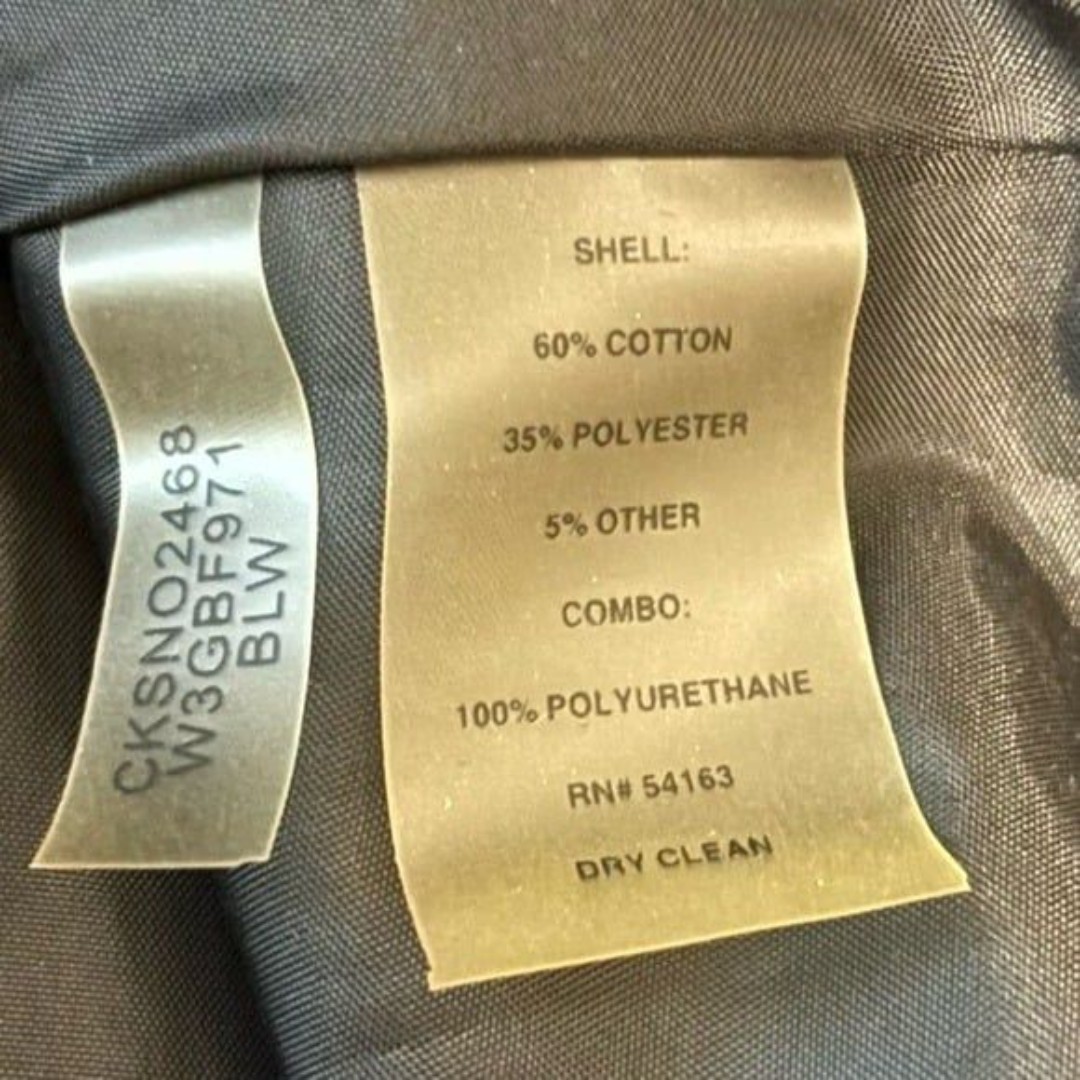 CKSNO2468
W3GBF971
BLW
SHELL:
60% COTTON
35% POLYESTER
5% OTHER
COMBO:
100% POLYURETHANE
RN# 54163
DRY CLEAN